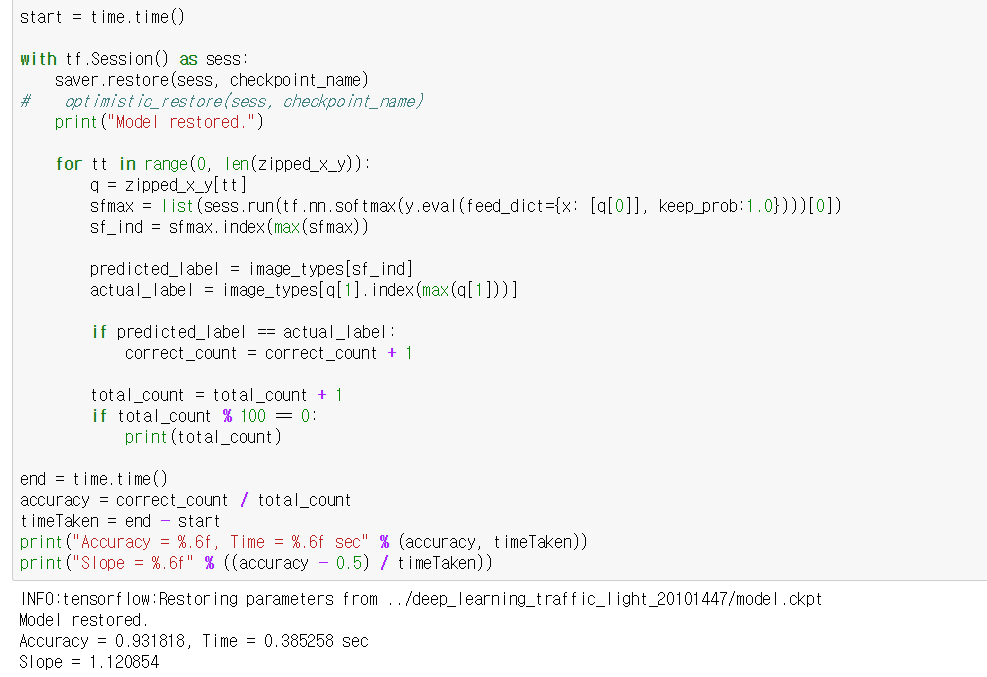 start = time.time()
with tf.Session() as sess:
    saver.restore(sess, checkpoint_name)
#    optimistic_restore(sess, checkpoint_name)
    print("Model restored.")
    for tt in range(0, len(zipped_x_y)):
        q = zipped_x_y[tt]
        sfmax = list(sess.run(tf.nn.softmax(y.eval(feed_dict={x: [q[0]], keep_prob:1.0})))[0])
        sf_ind = sfmax.index(max(sfmax))
        predicted_label = image_types[sf_ind]
        actual_label = image_types[q[1].index(max(q[1]))]
        if predicted_label == actual_label:
            correct_count = correct_count + 1
        total_count = total_count + 1
        if total_count % 100 == 0:
            print(total_count)
end = time.time()
accuracy = correct_count / total_count
timeTaken = end - start
print("Accuracy = %.6f, Time = %.6f sec" % (accuracy, timeTaken))
print("Slope = %.6f" % ((accuracy - 0.5) / timeTaken))
INFO:tensorflow:Restoring parameters from ../deep_learning_traffic_light_20101447/model.ckpt
Model restored.
Accuracy = 0.931818, Time = 0.385258 sec
Slope = 1.120854